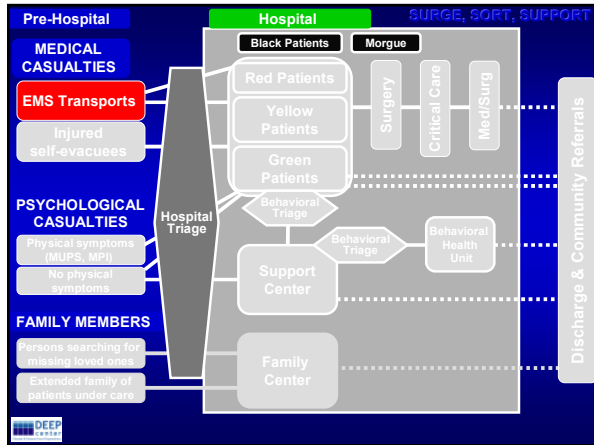 Pre-Hospital
Hospital
SURGE, SORT, SUPPORT
Black Patients
Morgue
MEDICAL
CASUALTIES
EMS Transports
Injured
self-evacuees
PSYCHOLOGICAL
CASUALTIES
Physical symptoms
(MUPS, MPI)
No physical
symptoms
FAMILY MEMBERS
Persons searching for
missing loved ones
Extended family of
patients under care
Hospital
Triage
Red Patients
Yellow
Patients
Green
Patients
Behavioral
Triage
Support
Center
Family
Center
Surgery
Critical Care
Med/Surg
Behavioral
Triage
Behavioral
Health
Unit
Discharge & Community Referrals
DEEP
center